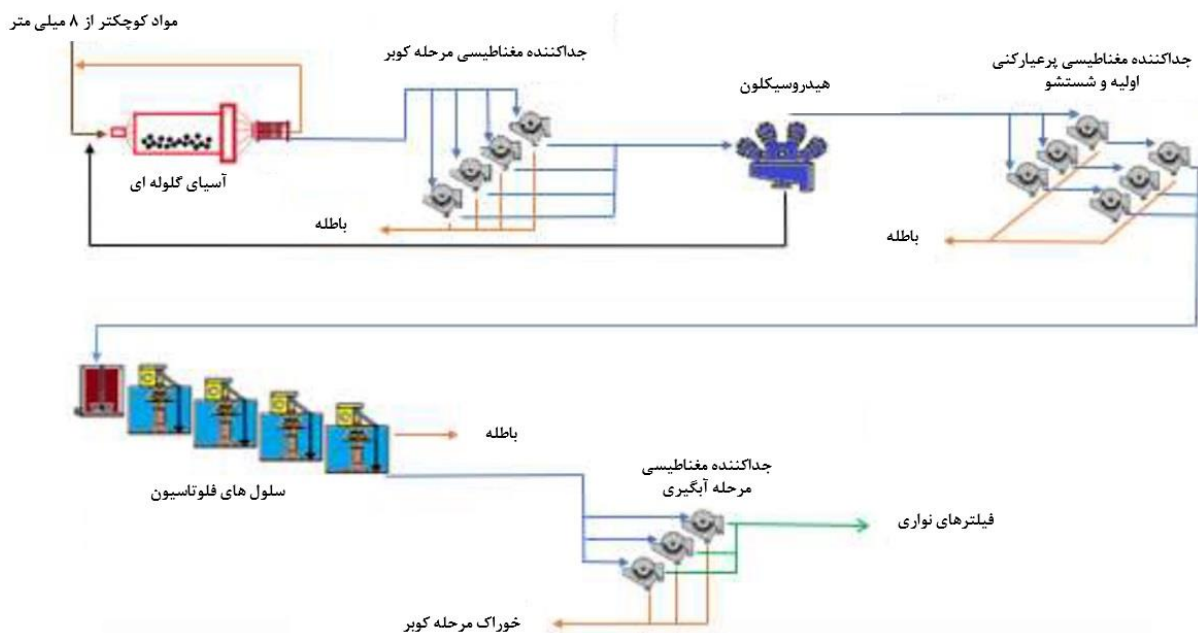 مواد کوچکتر از ۸ میلی متر
جداکننده مغناطیسی مرحله کوبر
جداکننده مغناطیسی پرعیارکنی
اولیه و شستشو
هیدروسیکلون
آسیای گلوله ای
باطله
باطله
باطله
سلول های فلوتاسیون
جداکننده مغناطیسی
مرحله آبگیری
فیلترهای نواری
خوراک مرحله کوبر